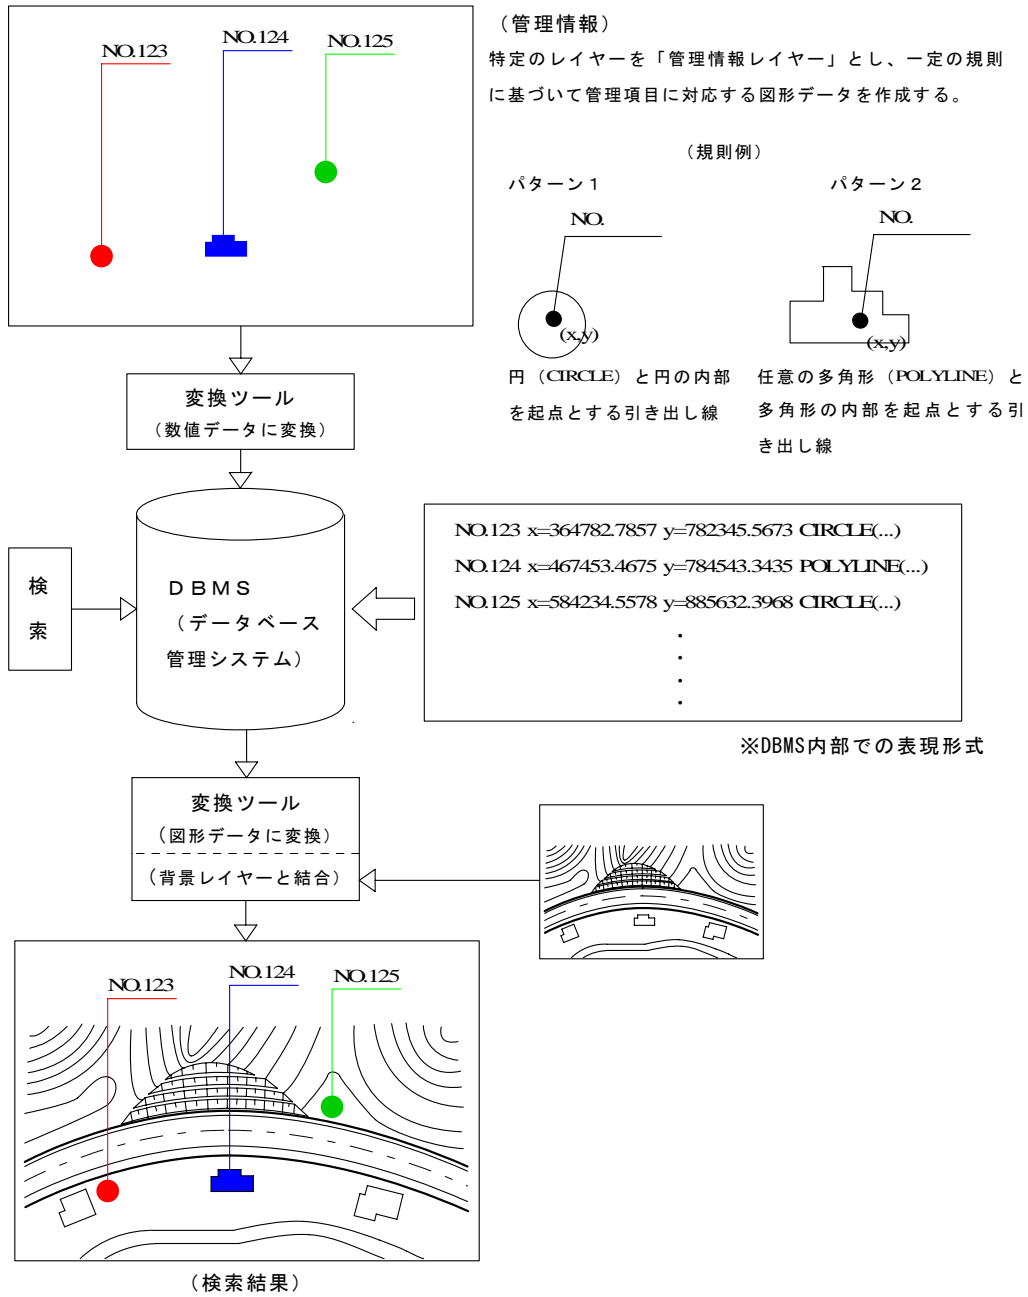 NO.123
NO.124
NO.125
（管理情報）
特定のレイヤーを「管理情報レイヤー」とし、一定の規則
に基づいて管理項目に対応する図形データを作成する。
（規則例）
パターン１
パターン２
NO.
(x,y)
NO.
(x,y)
円（CIRCLE）と円の内部
を起点とする引き出し線
任意の多角形（POLYLINE）と
多角形の内部を起点とする引
き出し線
変換ツール
（数値データに変換）
検
索
ＤＢＭＳ
（データベース
管理システム）
NO.123 x=364782.7857 y=782345.5673 CIRCLE(...)
NO.124 x=467453.4675 y=784543.3435 POLYLINE(...)
NO.125 x=584234.5578 y=885632.3968 CIRCLE(...)
・
・
・
・
※DBMS内部での表現形式
変換ツール
（図形データに変換）
（背景レイヤーと結合）
NO.123
NO.124
NO.125
（検索結果）